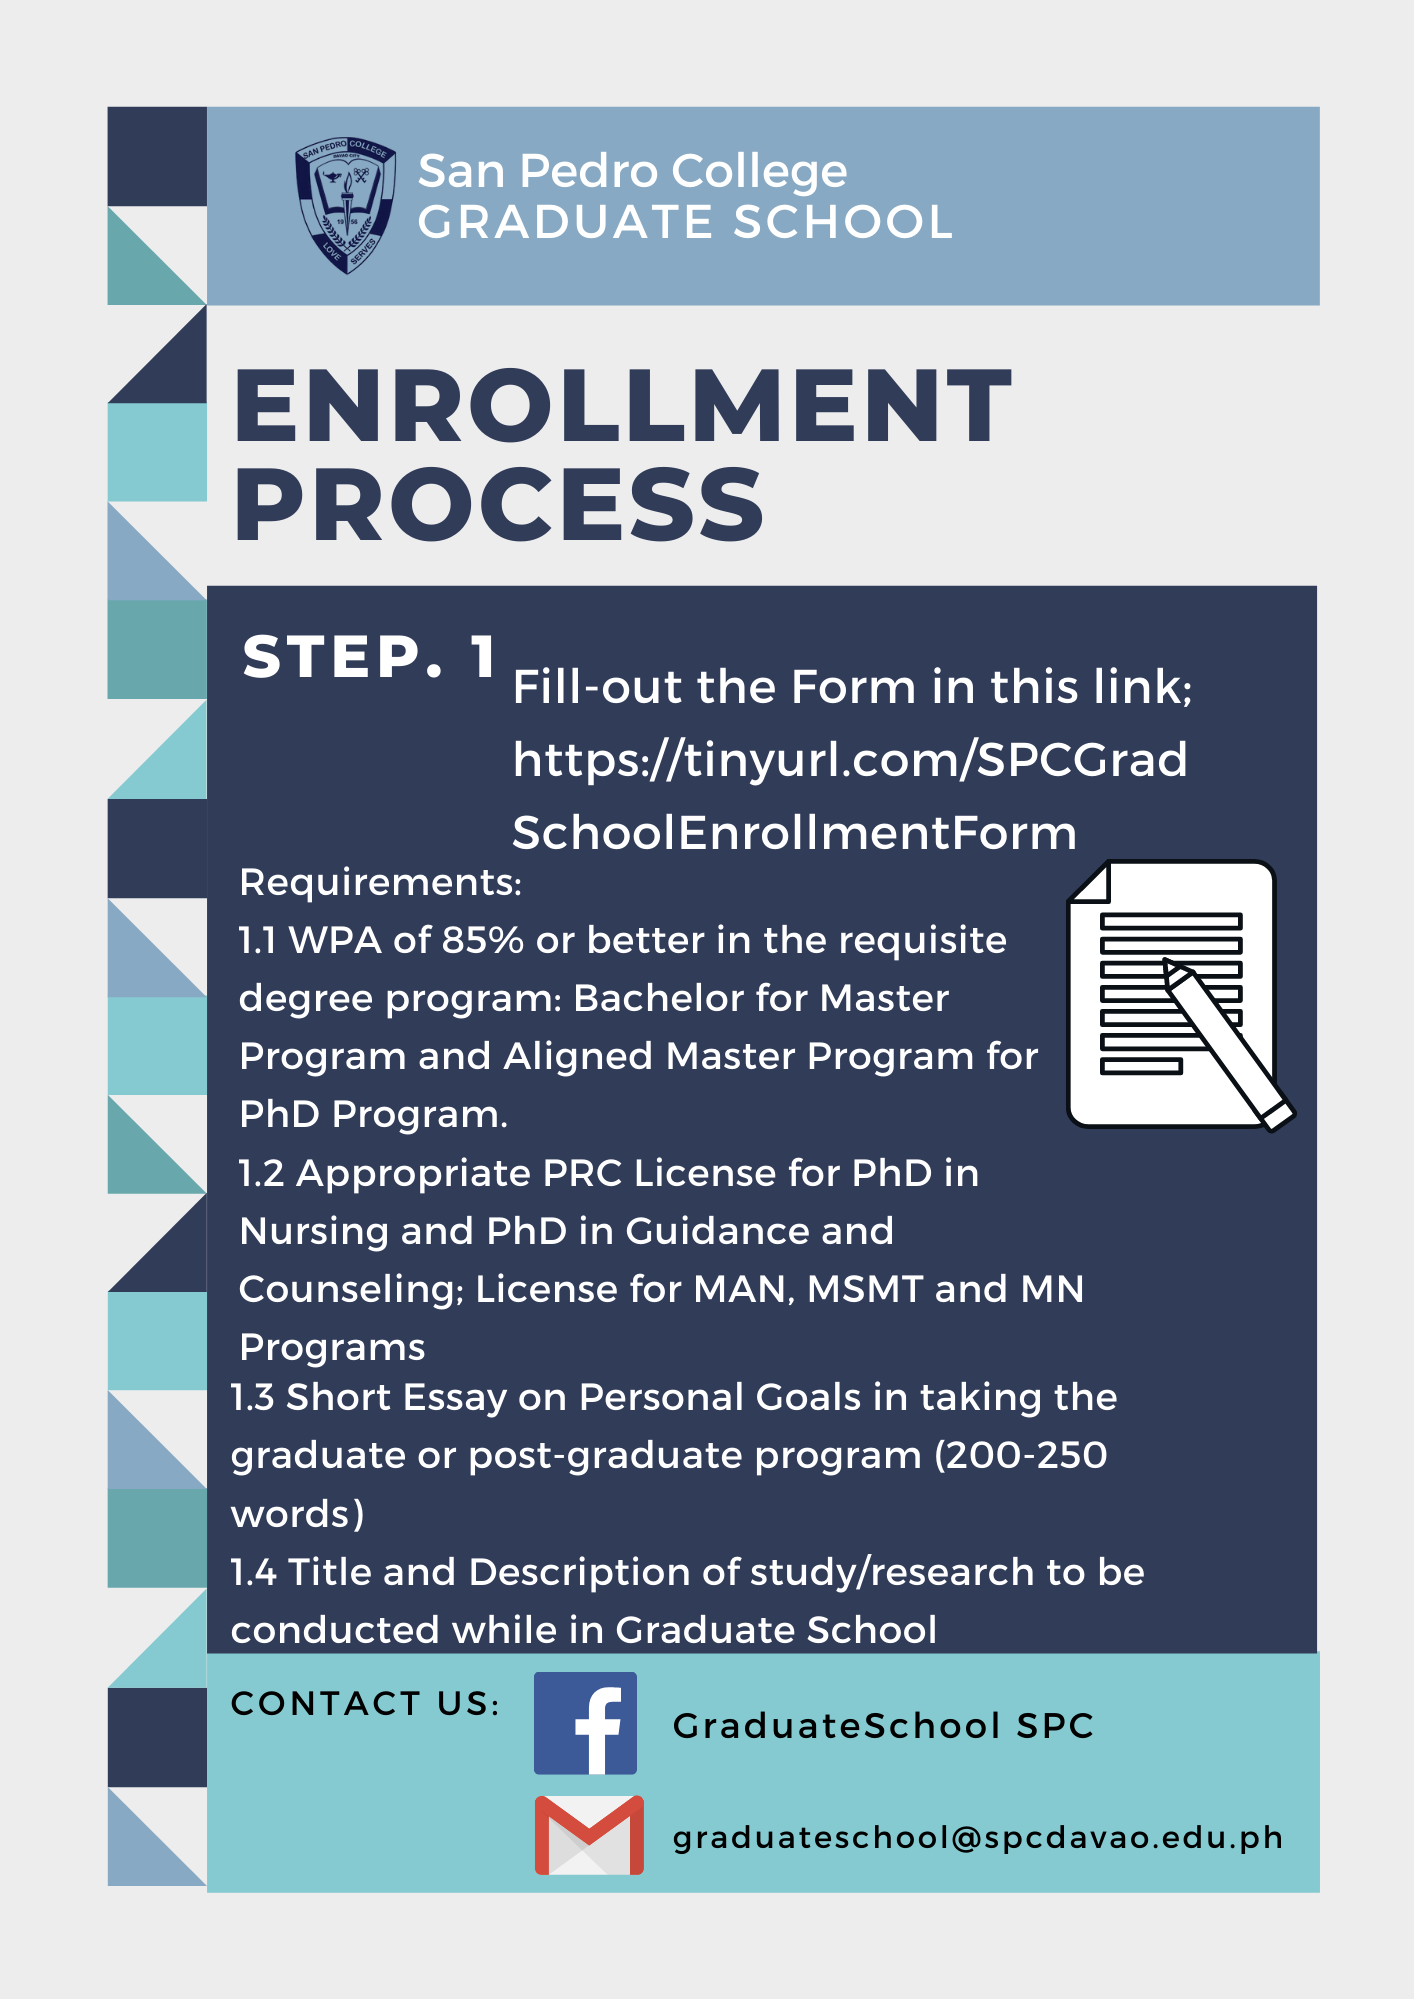 SAN PEDRO COLLEGE
DAVAO CITY
19 56
LOVE SERVES
San Pedro College
GRADUATE SCHOOL
ENROLLMENT
PROCESS
STEP. 1
Fill-out the Form in this link;
https://tinyurl.com/SPCGrad
SchoolEnrollmentForm
Requirements:
1.1 WPA of 85% or better in the requisite
degree program: Bachelor for Master
Program and Aligned Master Program for
PhD Program.
1.2 Appropriate PRC License for PhD in
Nursing and PhD in Guidance and
Counseling; License for MAN, MSMT and MN
Programs
1.3 Short Essay on Personal Goals in taking the
graduate or post-graduate program (200-250
words)
1.4 Title and Description of study/research to be
conducted while in Graduate School
CONTACT US:
GraduateSchool SPC
graduateschool@spcdavao.edu.ph